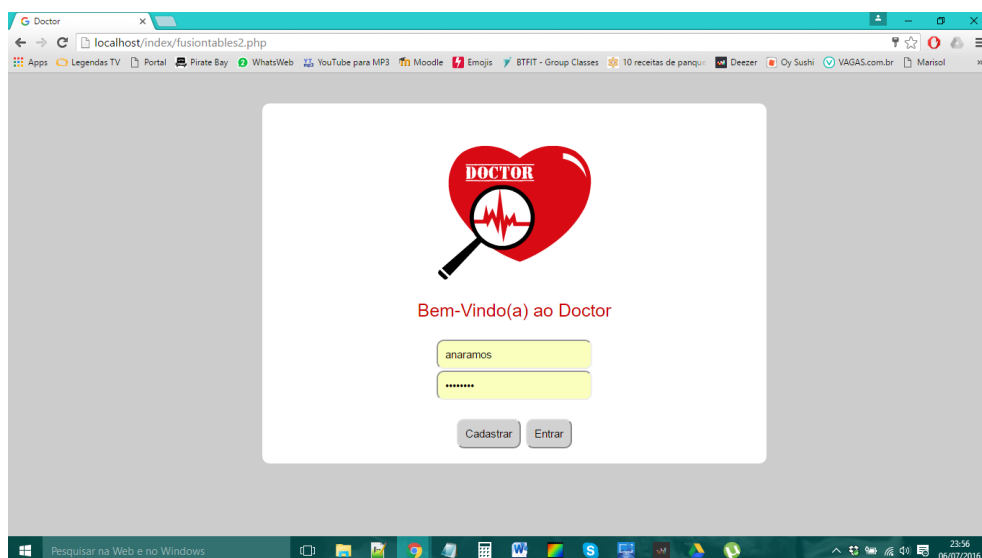 Doctor
localhost/index/fusiontables2.php
Apps Legendas TV Portal Pirate Bay WhatsWeb YouTube para MP3 Moodle Emojis BTFIT - Group Classes 10 receitas de panque Deezer Oy Sushi VAGAS.com.br Marisol
DOCTOR
Bem-Vindo(a) ao Doctor
anaramos
••••••••
Cadastrar Entrar
Pesquisar na Web e no Windows
23:56
06/07/2016